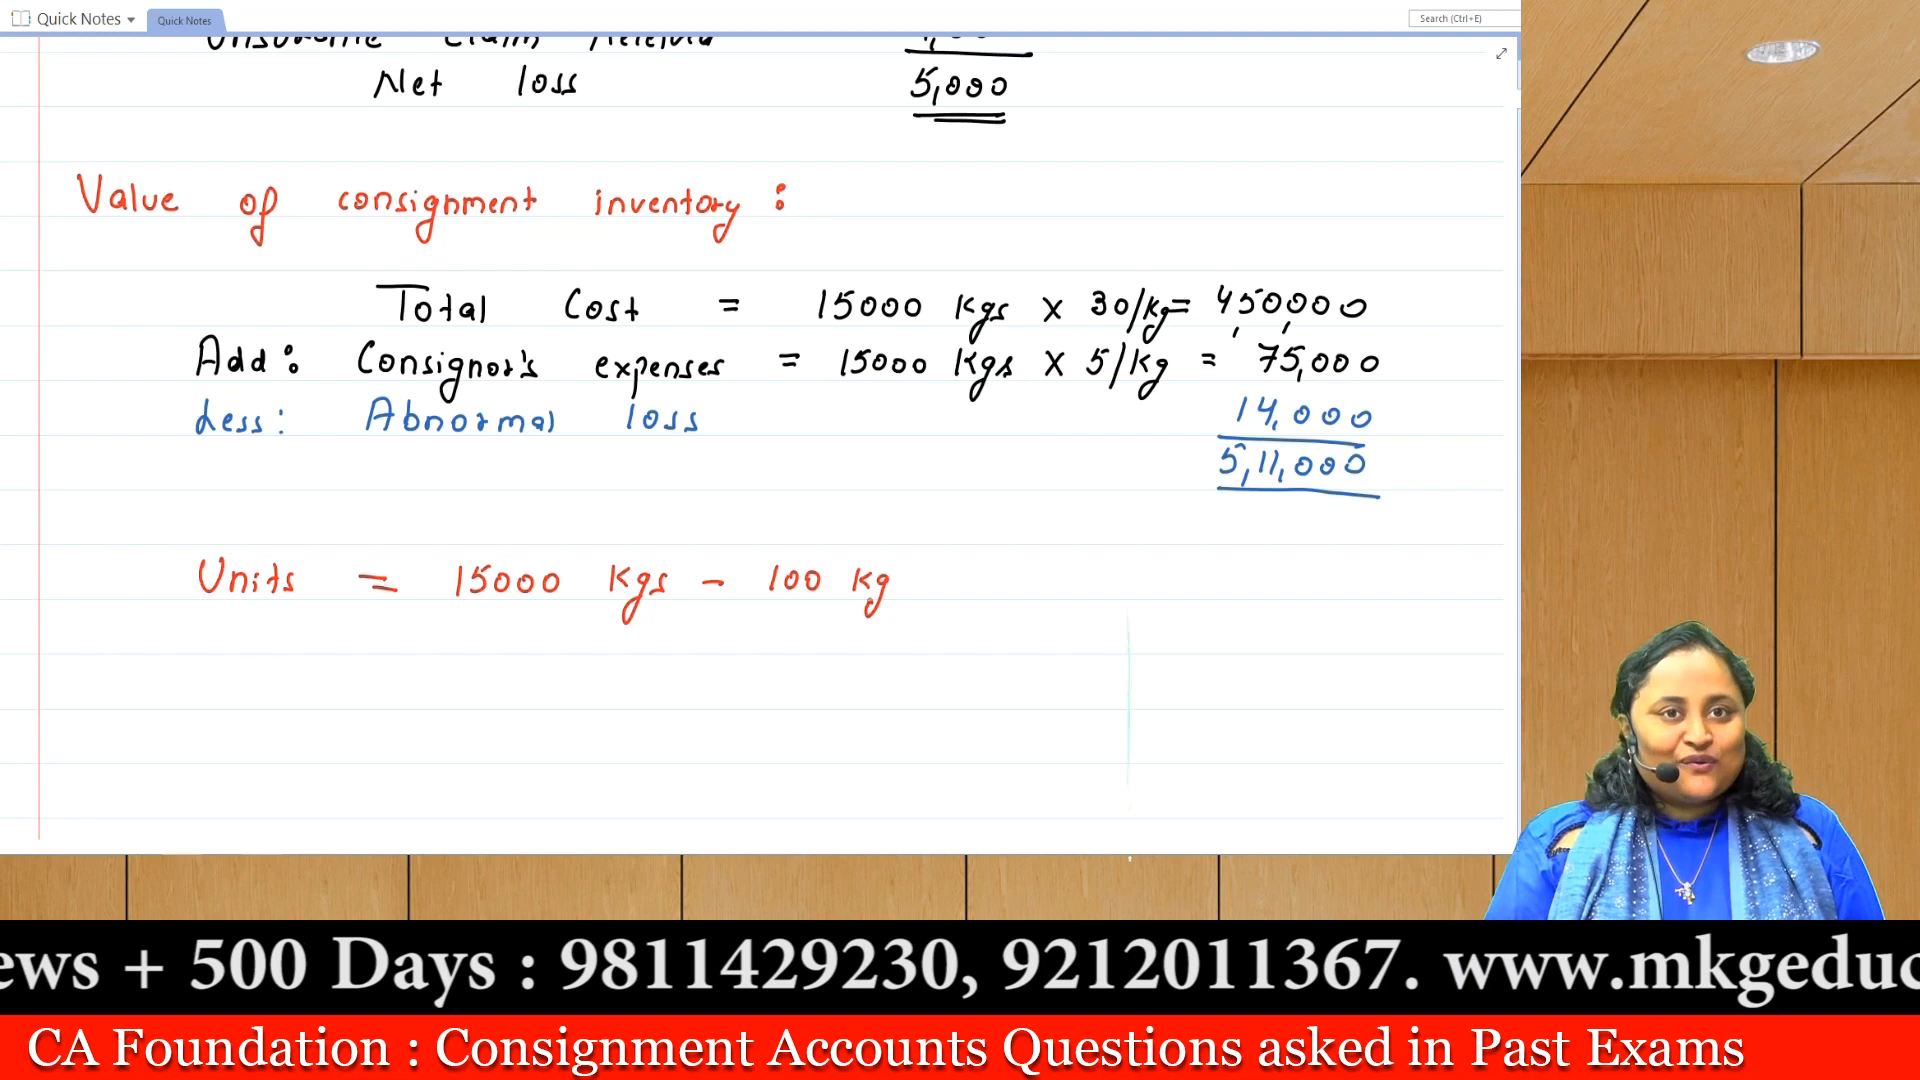 Quick Notes
Quick Notes
Search (Ctrl+E)
Claim Received
Net loss 5,000
Value of consignment inventory :
Total Cost = 15000 kgs x 30/kg = 450000
Add : Consignor's expenses = 15000 kgs x 5/kg = 75,000
Less : Abnormal loss 14,000
5,11,000
Units = 15000 kgs - 100 kg
ews + 500 Days : 9811429230, 9212011367. www.mkgeduc
CA Foundation : Consignment Accounts Questions asked in Past Exams